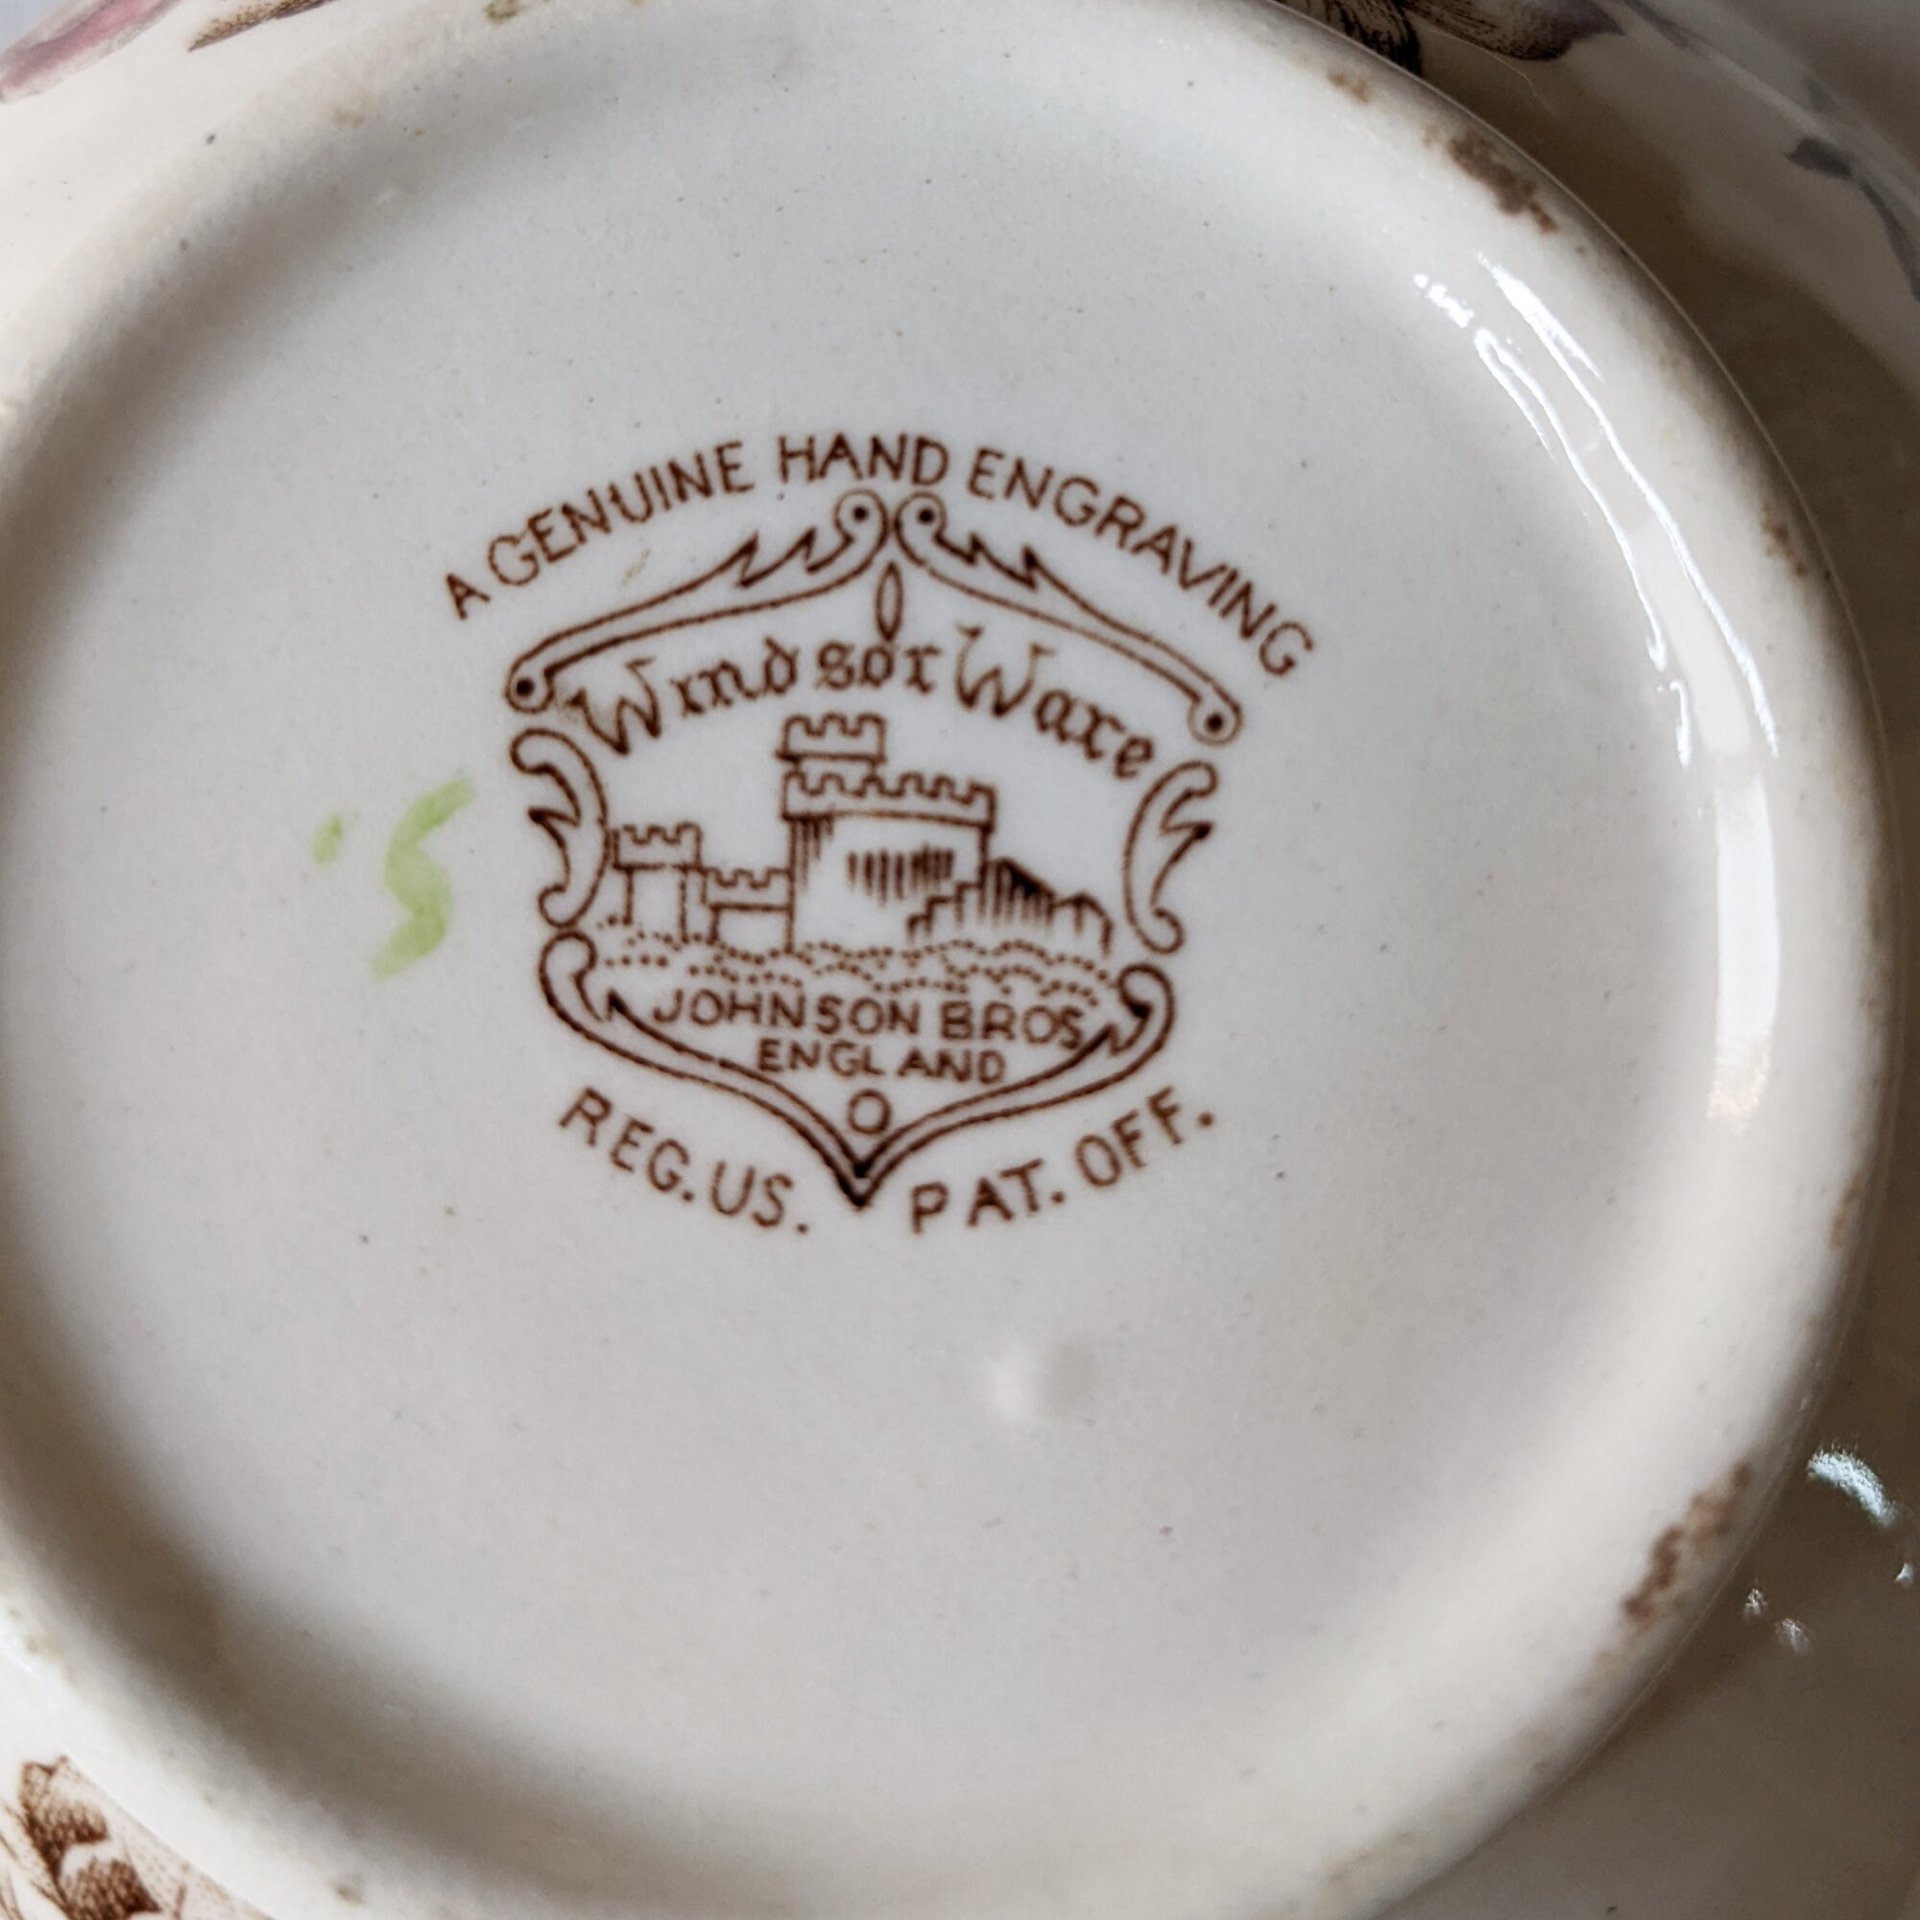 A GENUINE HAND ENGRAVING
Windsor Ware
JOHNSON BROS
ENGLAND
REG. US. PAT. OFF.